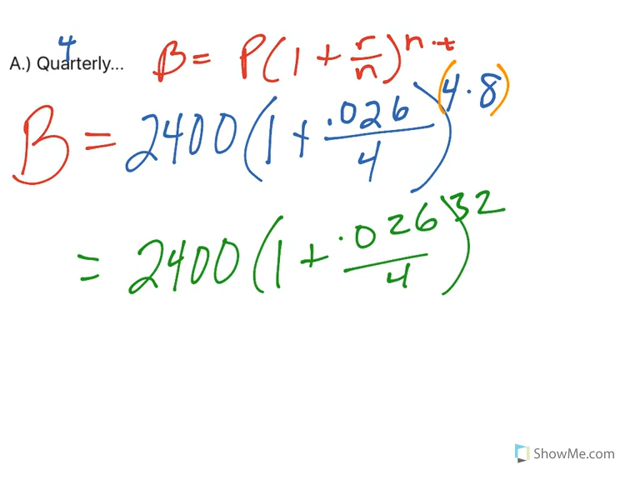 4
A.) Quarterly... B = P(1 + r/n)^n·t
B = 2400(1 + .026/4)^(4·8)
= 2400(1 + .026/4)^32
ShowMe.com